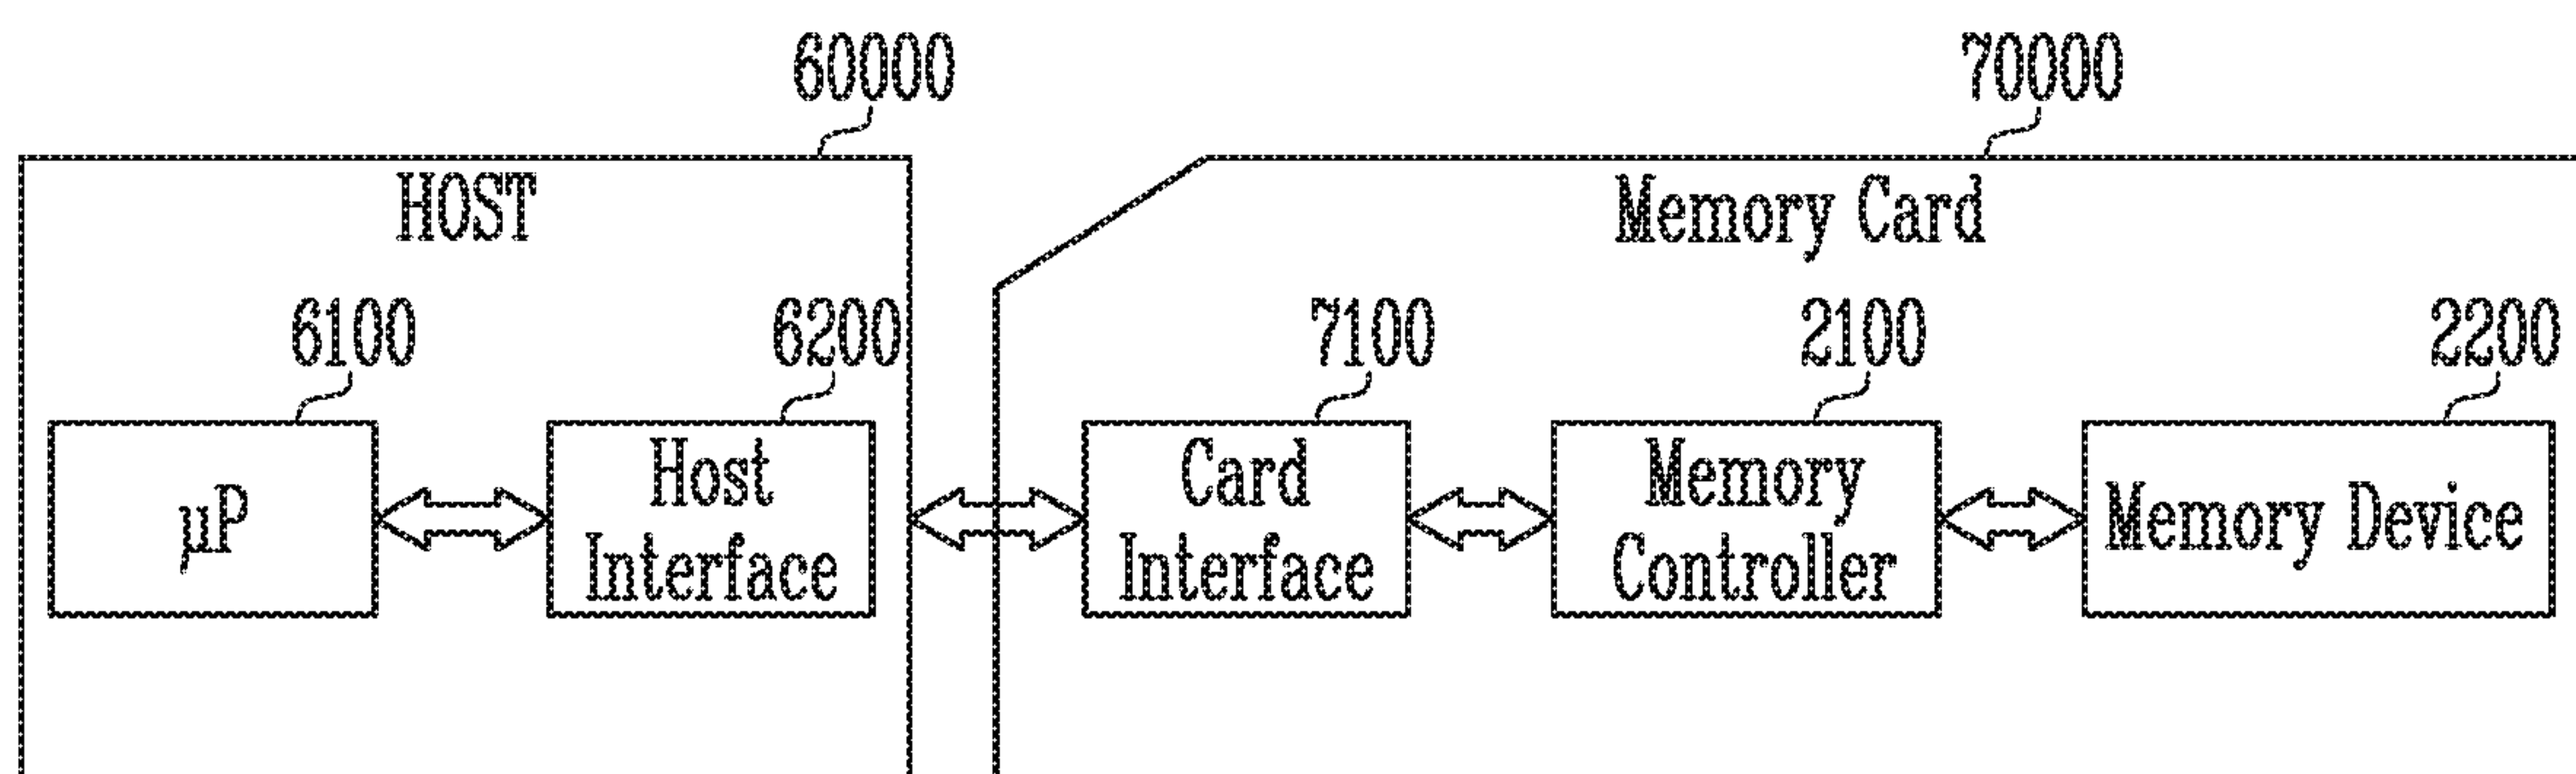 60000
70000
HOST
Memory Card
6100
6200
7100
2100
2200
μP
Host
Interface
Card
Interface
Memory
Controller
Memory Device